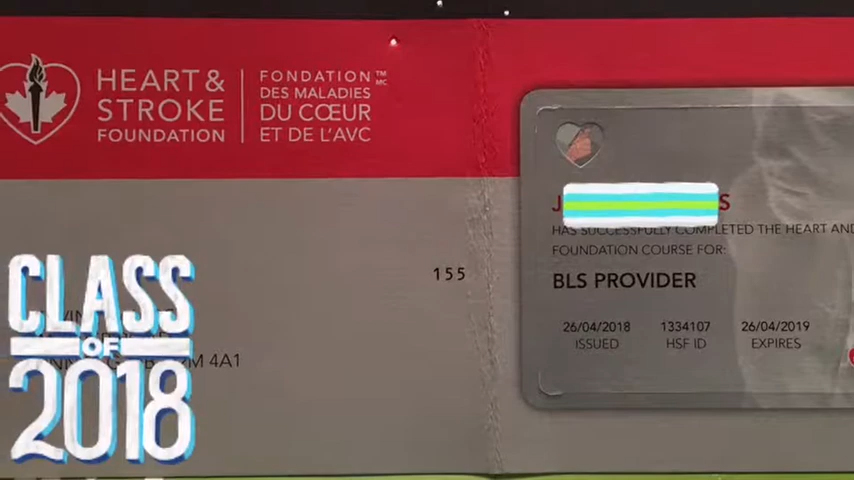 HEART &
STROKE
FOUNDATION
FONDATION™ MC
DES MALADIES
DU CŒUR
ET DE L'AVC
155
4A1
HAS SUCCESSFULLY COMPLETED THE HEART AND
FOUNDATION COURSE FOR:
BLS PROVIDER
26/04/2018 1334107 26/04/2019
ISSUED HSF ID EXPIRES
CLASS
OF
2018